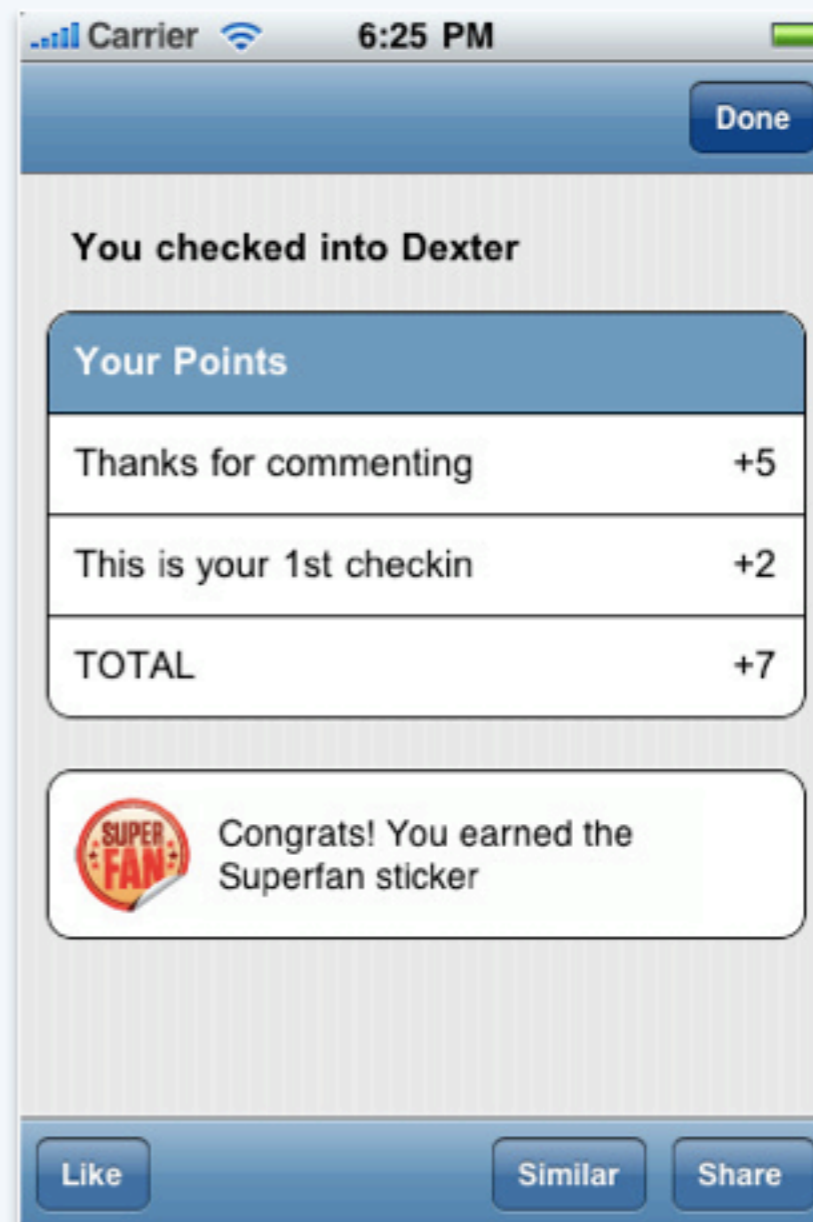 Carrier 6:25 PM
Done
You checked into Dexter
Your Points
Thanks for commenting +5
This is your 1st checkin +2
TOTAL +7
SUPER
FAN
Congrats! You earned the
Superfan sticker
Like Similar Share